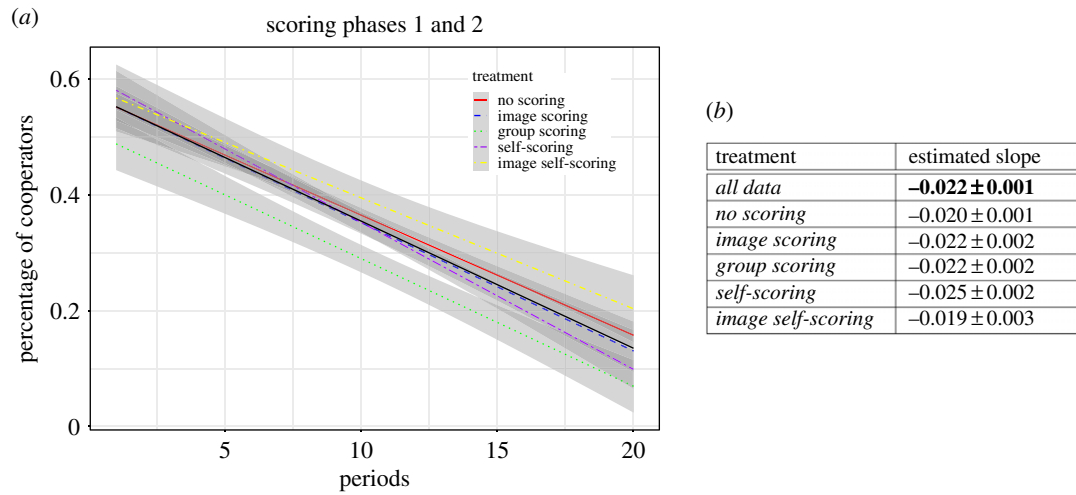 (a)
scoring phases 1 and 2
percentage of cooperators
0.6
0.4
0.2
0
treatment
no scoring
image scoring
group scoring
self-scoring
image self-scoring
5 10 15 20
periods
(b)
treatment estimated slope
all data –0.022 ± 0.001
no scoring –0.020 ± 0.001
image scoring –0.022 ± 0.002
group scoring –0.022 ± 0.002
self-scoring –0.025 ± 0.002
image self-scoring –0.019 ± 0.003